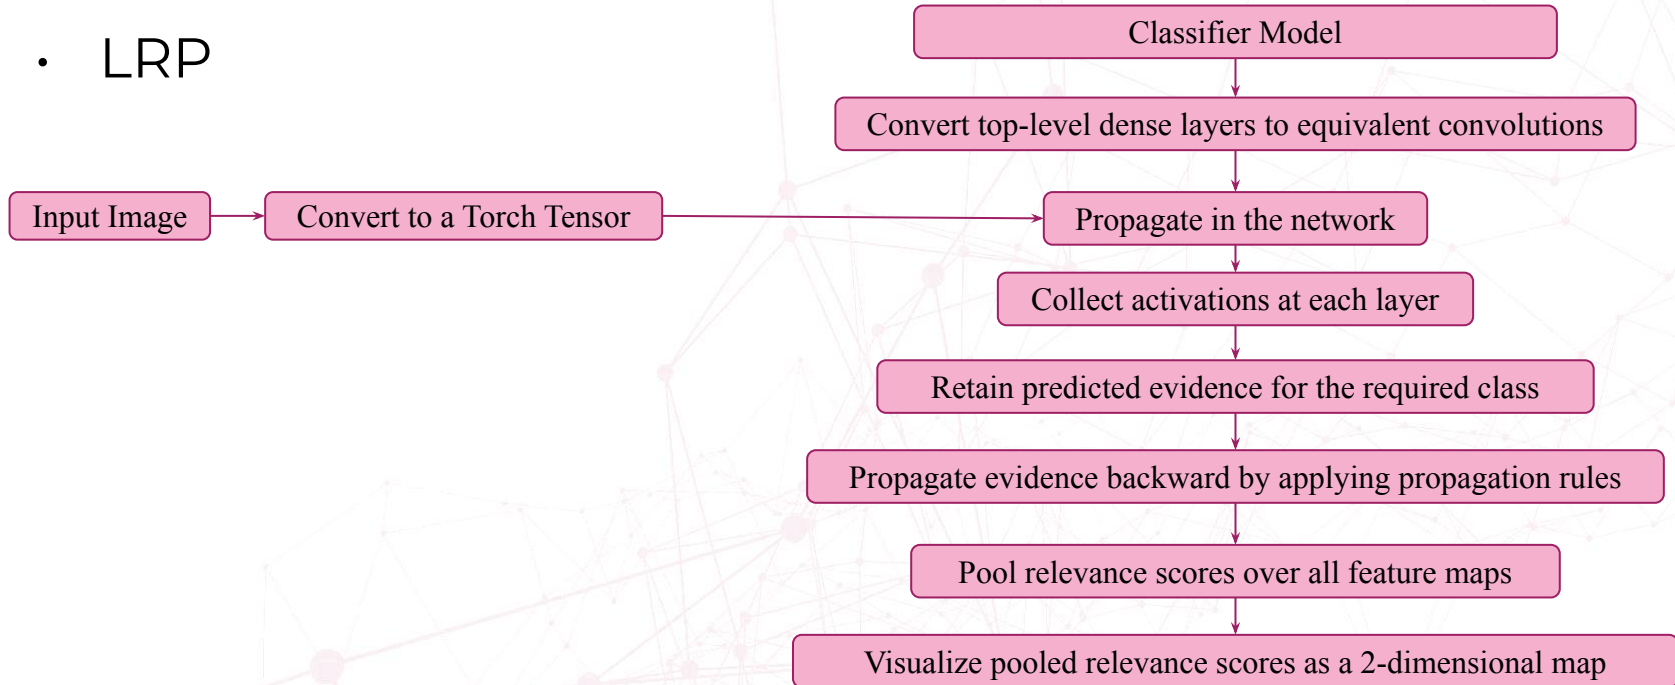 • LRP
Classifier Model
Convert top-level dense layers to equivalent convolutions
Input Image
Convert to a Torch Tensor
Propagate in the network
Collect activations at each layer
Retain predicted evidence for the required class
Propagate evidence backward by applying propagation rules
Pool relevance scores over all feature maps
Visualize pooled relevance scores as a 2-dimensional map